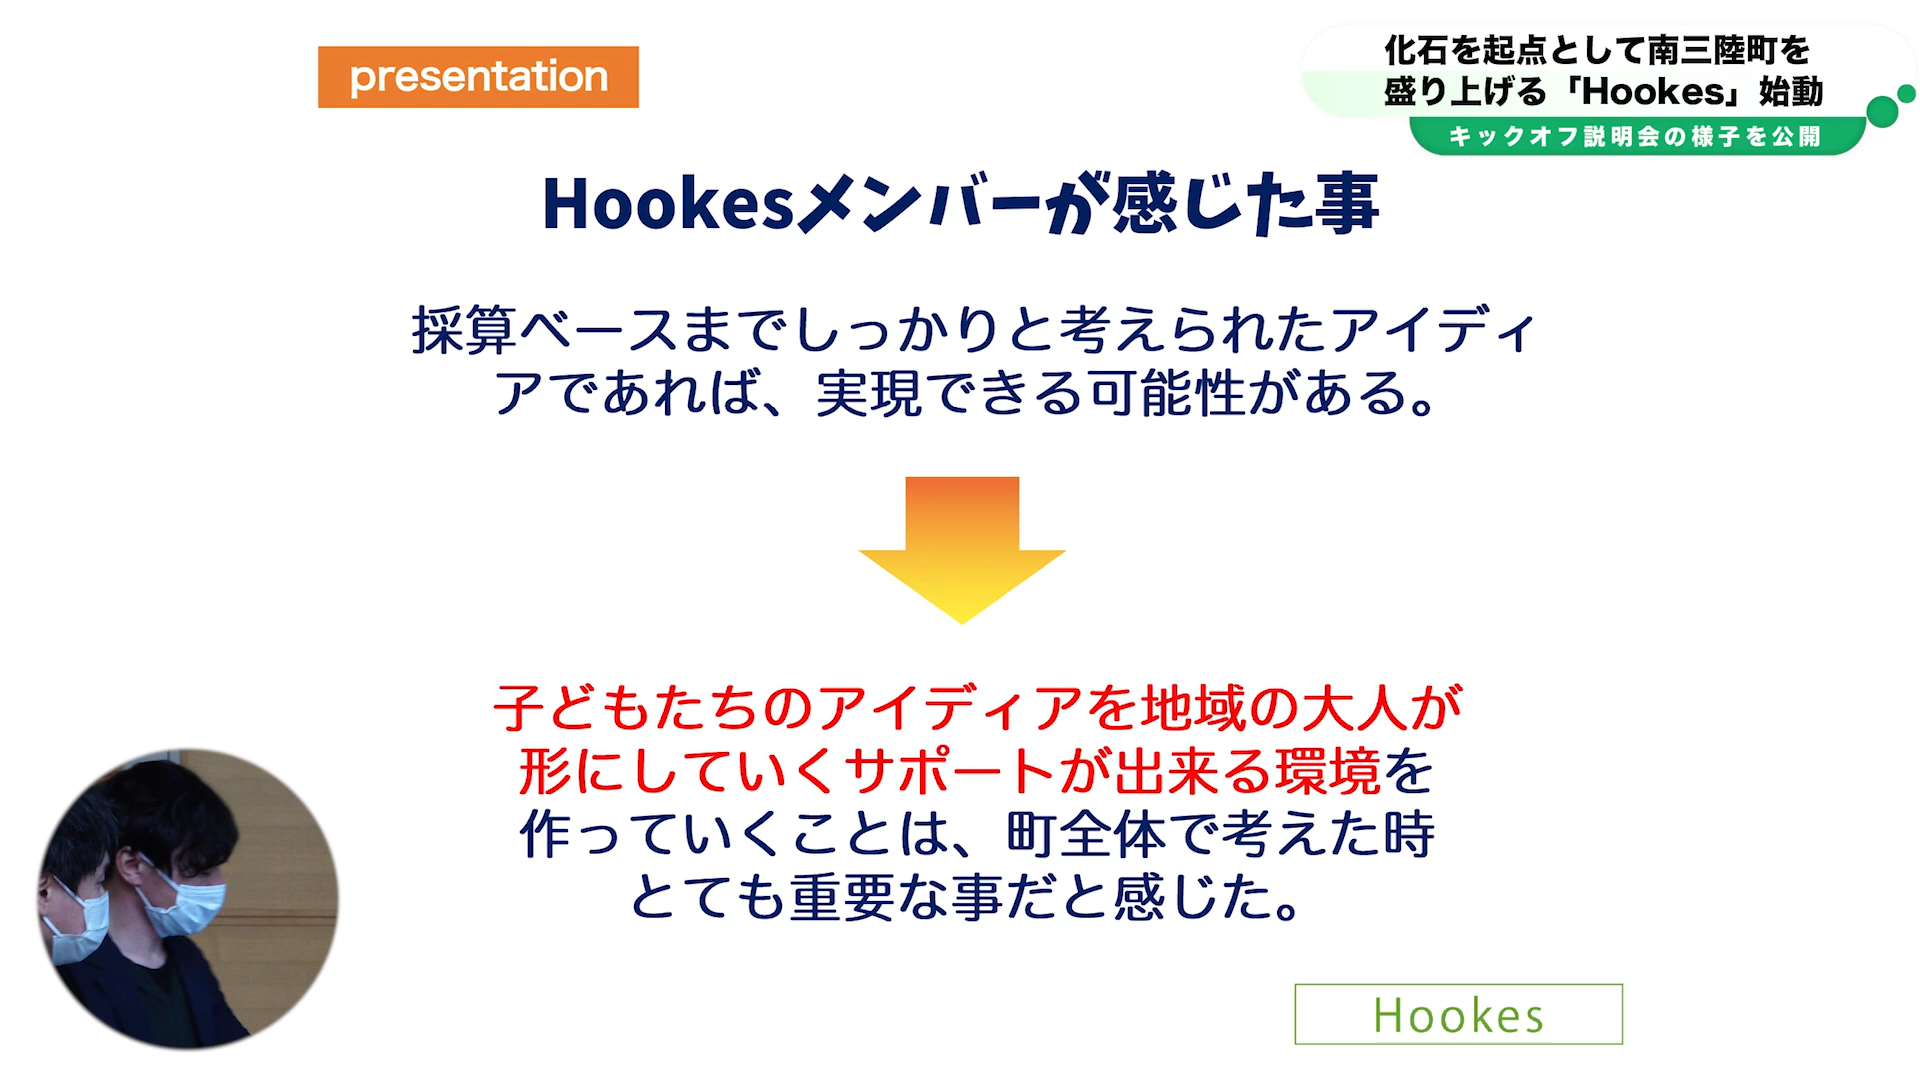 presentation
化石を起点として南三陸町を
盛り上げる「Hookes」始動
キックオフ説明会の様子を公開
Hookesメンバーが感じた事
採算ベースまでしっかりと考えられたアイディ
アであれば、実現できる可能性がある。
子どもたちのアイディアを地域の大人が
形にしていくサポートが出来る環境を
作っていくことは、町全体で考えた時
とても重要な事だと感じた。
Hookes